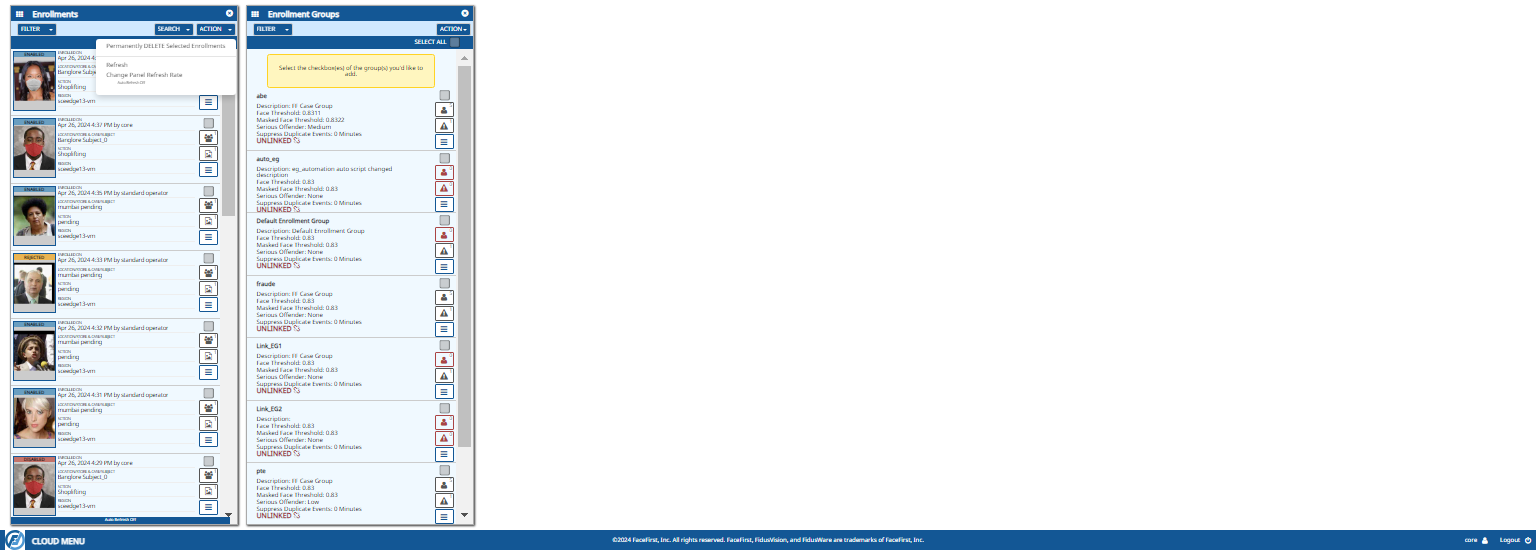 Enrollments
FILTER
SEARCH
ACTION
Permanently DELETE Selected Enrollments
Refresh
Change Panel Refresh Rate
Auto Refresh Off
ENABLED
ENROLLED ON
Apr 26, 2024 4:
LOCATION/STORE & CASE/SUBJECT
Banglore Subje
ACTION
Shoplifting
sceedge13-vm
ENABLED
ENROLLED ON
Apr 26, 2024 4:37 PM by core
LOCATION/STORE & CASE/SUBJECT
Banglore Subject_0
ACTION
Shoplifting
REGION
sceedge13-vm
ENABLED
ENROLLED ON
Apr 26, 2024 4:35 PM by standard operator
LOCATION/STORE & CASE/SUBJECT
mumbai pending
ACTION
pending
REGION
sceedge13-vm
REJECTED
ENROLLED ON
Apr 26, 2024 4:33 PM by standard operator
LOCATION/STORE & CASE/SUBJECT
mumbai pending
ACTION
pending
REGION
sceedge13-vm
ENABLED
ENROLLED ON
Apr 26, 2024 4:32 PM by standard operator
LOCATION/STORE & CASE/SUBJECT
mumbai pending
ACTION
pending
REGION
sceedge13-vm
ENABLED
ENROLLED ON
Apr 26, 2024 4:31 PM by standard operator
LOCATION/STORE & CASE/SUBJECT
mumbai pending
ACTION
pending
REGION
sceedge13-vm
DISABLED
ENROLLED ON
Apr 26, 2024 4:29 PM by core
LOCATION/STORE & CASE/SUBJECT
Banglore Subject_0
ACTION
Shoplifting
REGION
sceedge13-vm
Auto Refresh Off
Enrollment Groups
FILTER
ACTION
SELECT ALL
Select the checkbox(es) of the group(s) you'd like to
add.
abe
Description: FF Case Group
Face Threshold: 0.8311
Masked Face Threshold: 0.8322
Serious Offender: Medium
Suppress Duplicate Events: 0 Minutes
UNLINKED
auto_eg
Description: eg_automation auto script changed
description
Face Threshold: 0.83
Masked Face Threshold: 0.83
Serious Offender: None
Suppress Duplicate Events: 0 Minutes
UNLINKED
Default Enrollment Group
Description: Default Enrollment Group
Face Threshold: 0.83
Masked Face Threshold: 0.83
Serious Offender: None
Suppress Duplicate Events: 0 Minutes
UNLINKED
fraude
Description: FF Case Group
Face Threshold: 0.83
Masked Face Threshold: 0.83
Serious Offender: None
Suppress Duplicate Events: 0 Minutes
UNLINKED
Link_EG1
Description: FF Case Group
Face Threshold: 0.83
Masked Face Threshold: 0.83
Serious Offender: None
Suppress Duplicate Events: 0 Minutes
UNLINKED
Link_EG2
Description:
Face Threshold: 0.83
Masked Face Threshold: 0.83
Serious Offender: None
Suppress Duplicate Events: 0 Minutes
UNLINKED
pte
Description: FF Case Group
Face Threshold: 0.83
Masked Face Threshold: 0.83
Serious Offender: Low
Suppress Duplicate Events: 0 Minutes
UNLINKED
CLOUD MENU
©2024 FaceFirst, Inc. All rights reserved. FaceFirst, FidusVision, and FidusWare are trademarks of FaceFirst, Inc.
core
Logout